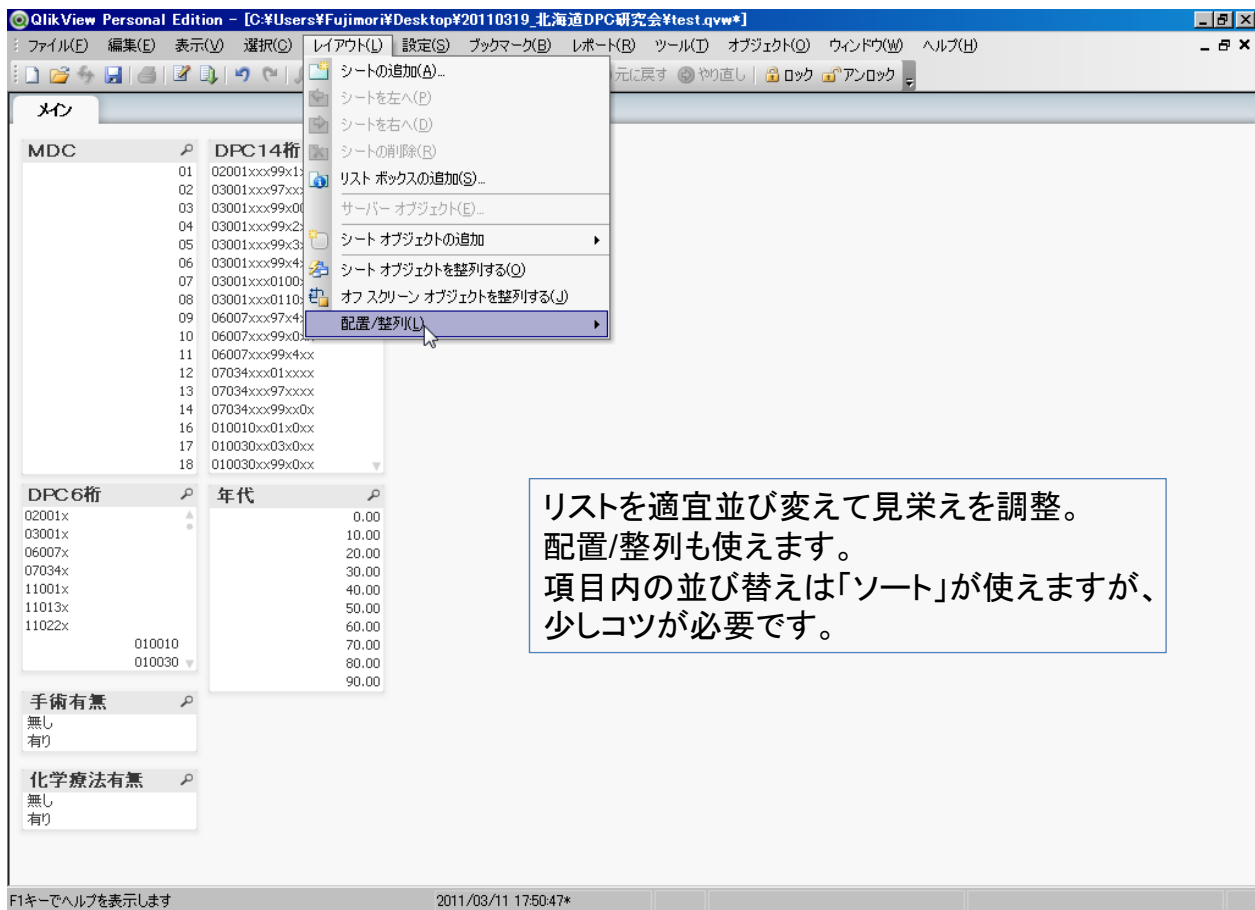 QlikView Personal Edition - [C:¥Users¥Fujimori¥Desktop¥20110319_北海道DPC研究会¥test.qvw*]
ファイル(F) 編集(E) 表示(V) 選択(C) レイアウト(L) 設定(S) ブックマーク(B) レポート(R) ツール(T) オブジェクト(O) ウィンドウ(W) ヘルプ(H)
元に戻す やり直し ロック アンロック
シートの追加(A)...
シートを左へ(P)
シートを右へ(D)
シートの削除(R)
リスト ボックスの追加(S)...
サーバー オブジェクト(E)...
シート オブジェクトの追加
シート オブジェクトを整列する(O)
オフ スクリーン オブジェクトを整列する(J)
配置/整列(L)
メイン
MDC
01
02
03
04
05
06
07
08
09
10
11
12
13
14
16
17
18
DPC14桁
02001xxx99x1
03001xxx97xx
03001xxx99x0
03001xxx99x2
03001xxx99x3
03001xxx99x4
03001xxx0100
03001xxx0110
06007xxx97x4
06007xxx99x0
06007xxx99x4xx
07034xxx01xxxx
07034xxx97xxxx
07034xxx99xx0x
010010xx01x0xx
010030xx03x0xx
010030xx99x0xx
DPC6桁
02001x
03001x
06007x
07034x
11001x
11013x
11022x
010010
010030
年代
0.00
10.00
20.00
30.00
40.00
50.00
60.00
70.00
80.00
90.00
手術有無
無し
有り
化学療法有無
無し
有り
リストを適宜並び変えて見栄えを調整。
配置/整列も使えます。
項目内の並び替えは「ソート」が使えますが、
少しコツが必要です。
F1キーでヘルプを表示します 2011/03/11 17:50:47*